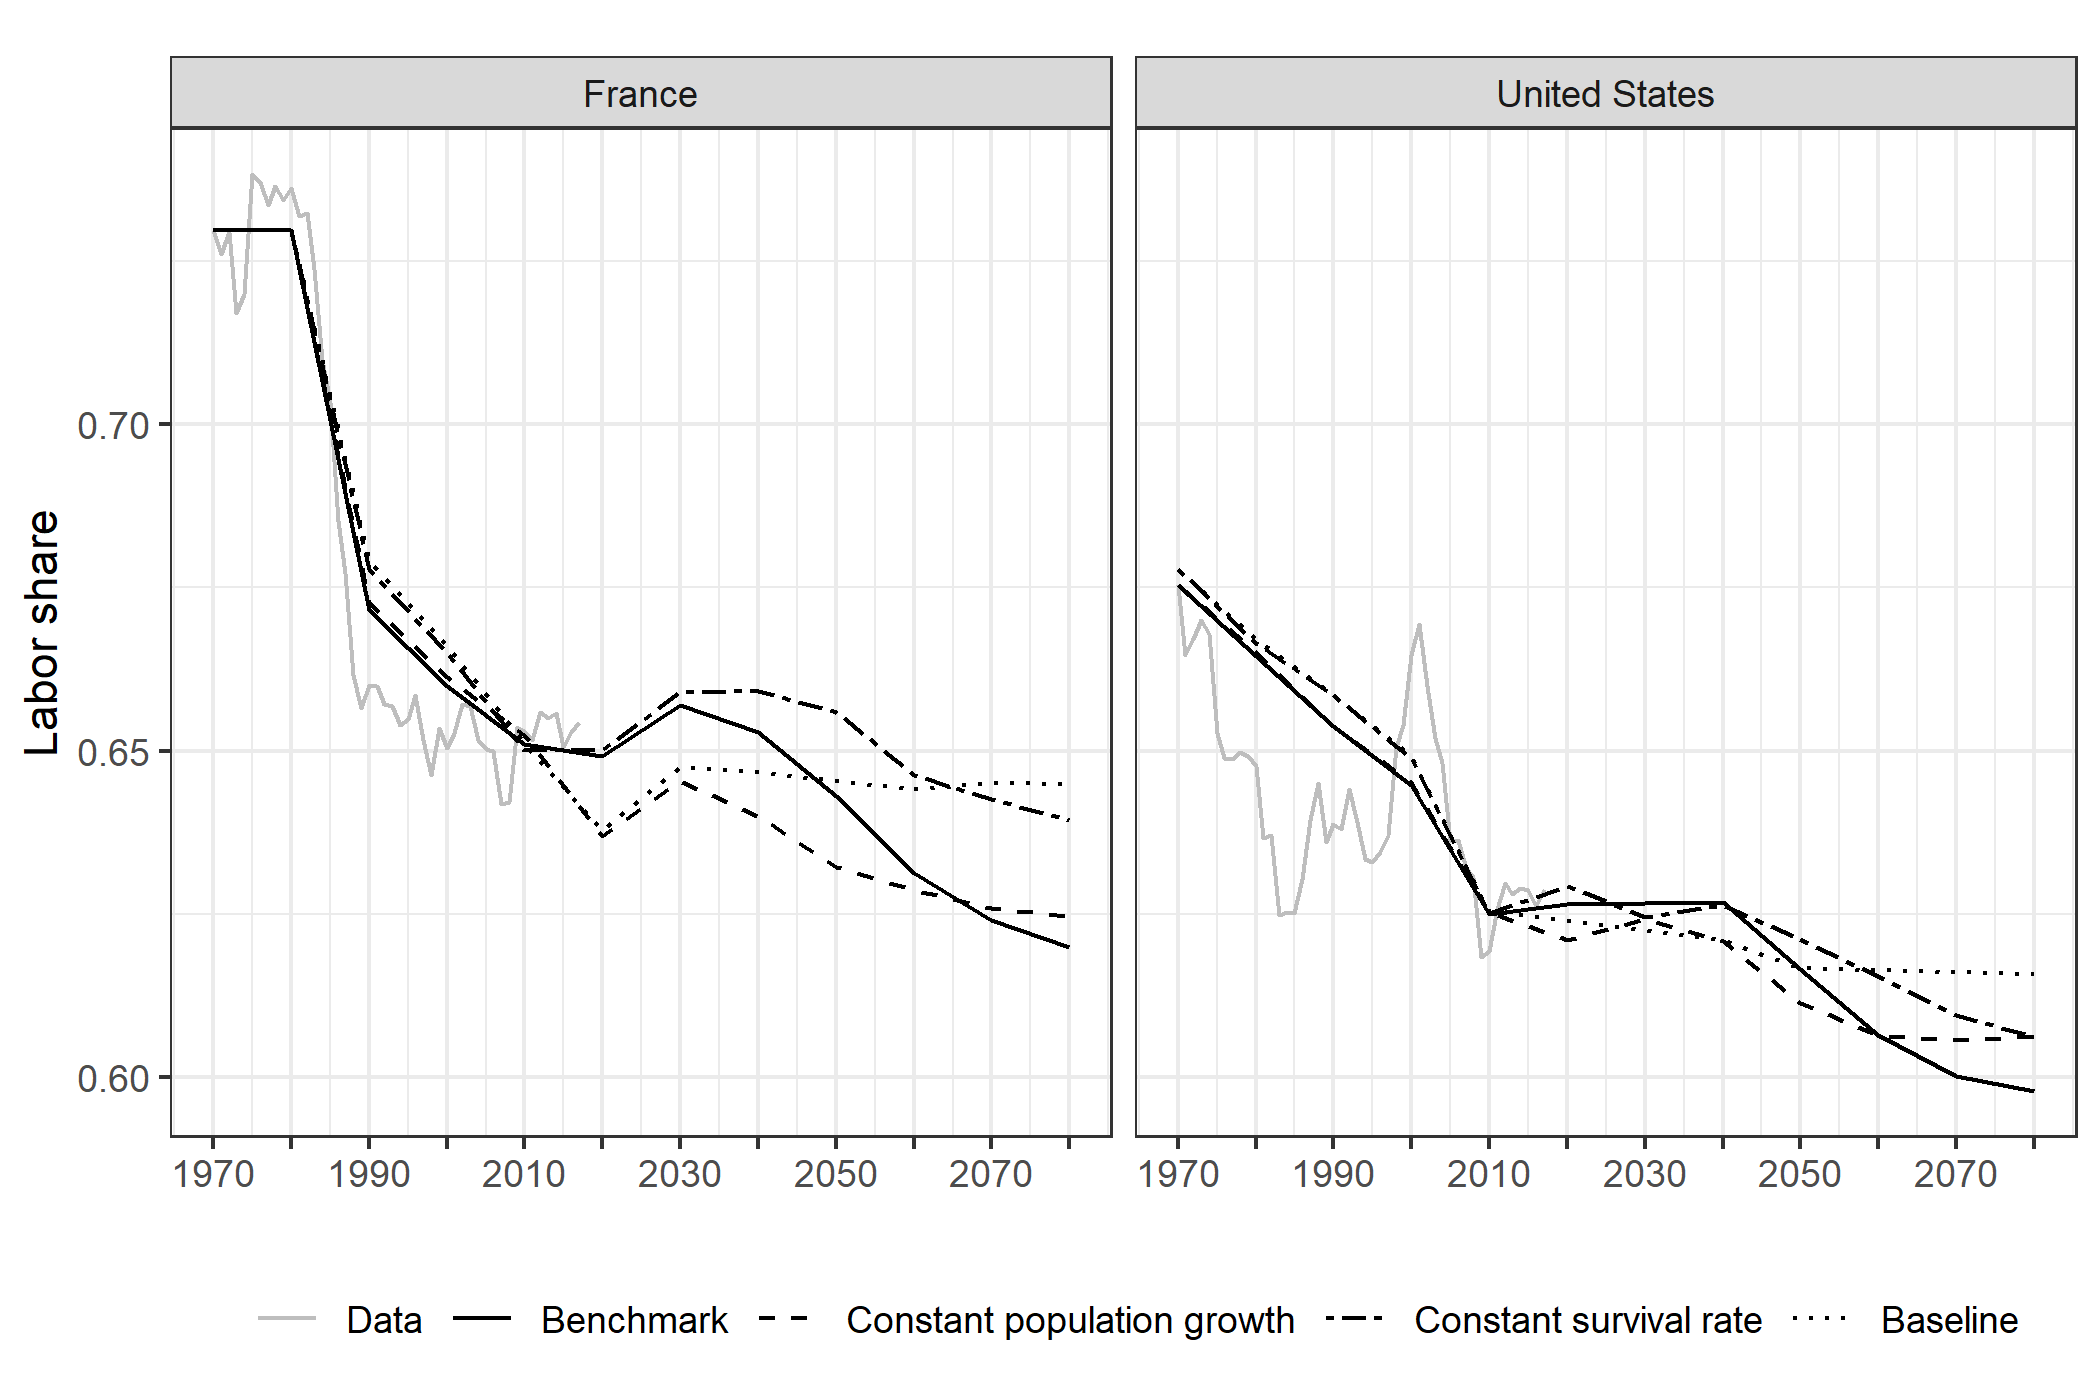 France
United States
Labor share
0.70
0.65
0.60
1970 1990 2010 2030 2050 2070
1970 1990 2010 2030 2050 2070
Data Benchmark Constant population growth Constant survival rate Baseline